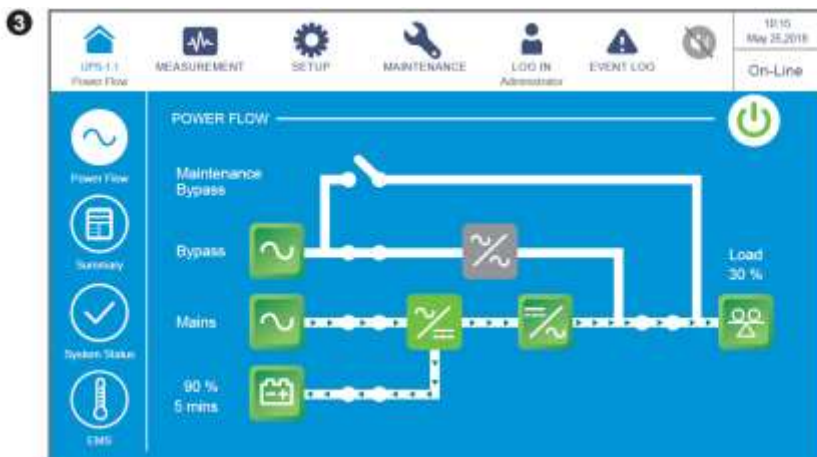 3
UPS-1.1
Power Flow
MEASUREMENT
SETUP
MAINTENANCE
LOG IN
Administrator
EVENT LOG
10:15
May 25,2018
On-Line
POWER FLOW
Power Flow
Maintenance
Bypass
Summary
Bypass
Load
30 %
Mains
System Status
90 %
5 mins
EMS